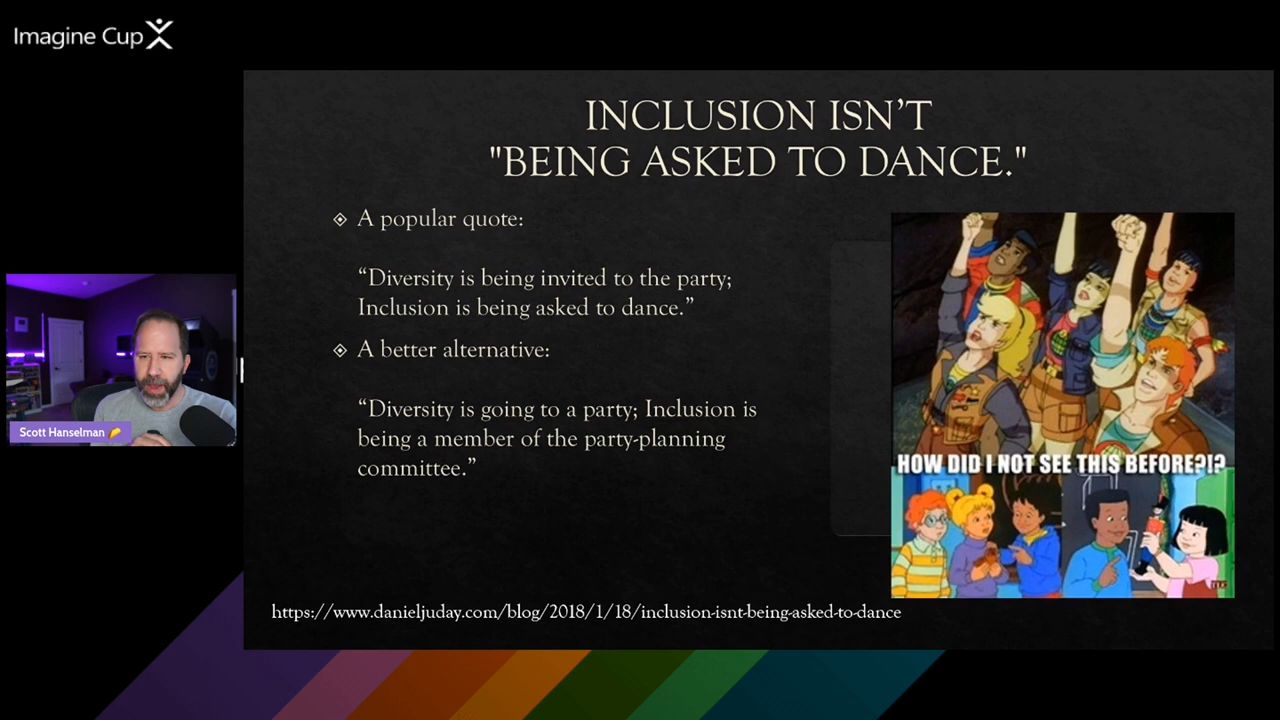 Imagine Cup
INCLUSION ISN’T
"BEING ASKED TO DANCE."
A popular quote:
“Diversity is being invited to the party;
Inclusion is being asked to dance.”
A better alternative:
“Diversity is going to a party; Inclusion is
being a member of the party-planning
committee.”
HOW DID I NOT SEE THIS BEFORE?!?
Scott Hanselman
https://www.danieljuday.com/blog/2018/1/18/inclusion-isnt-being-asked-to-dance